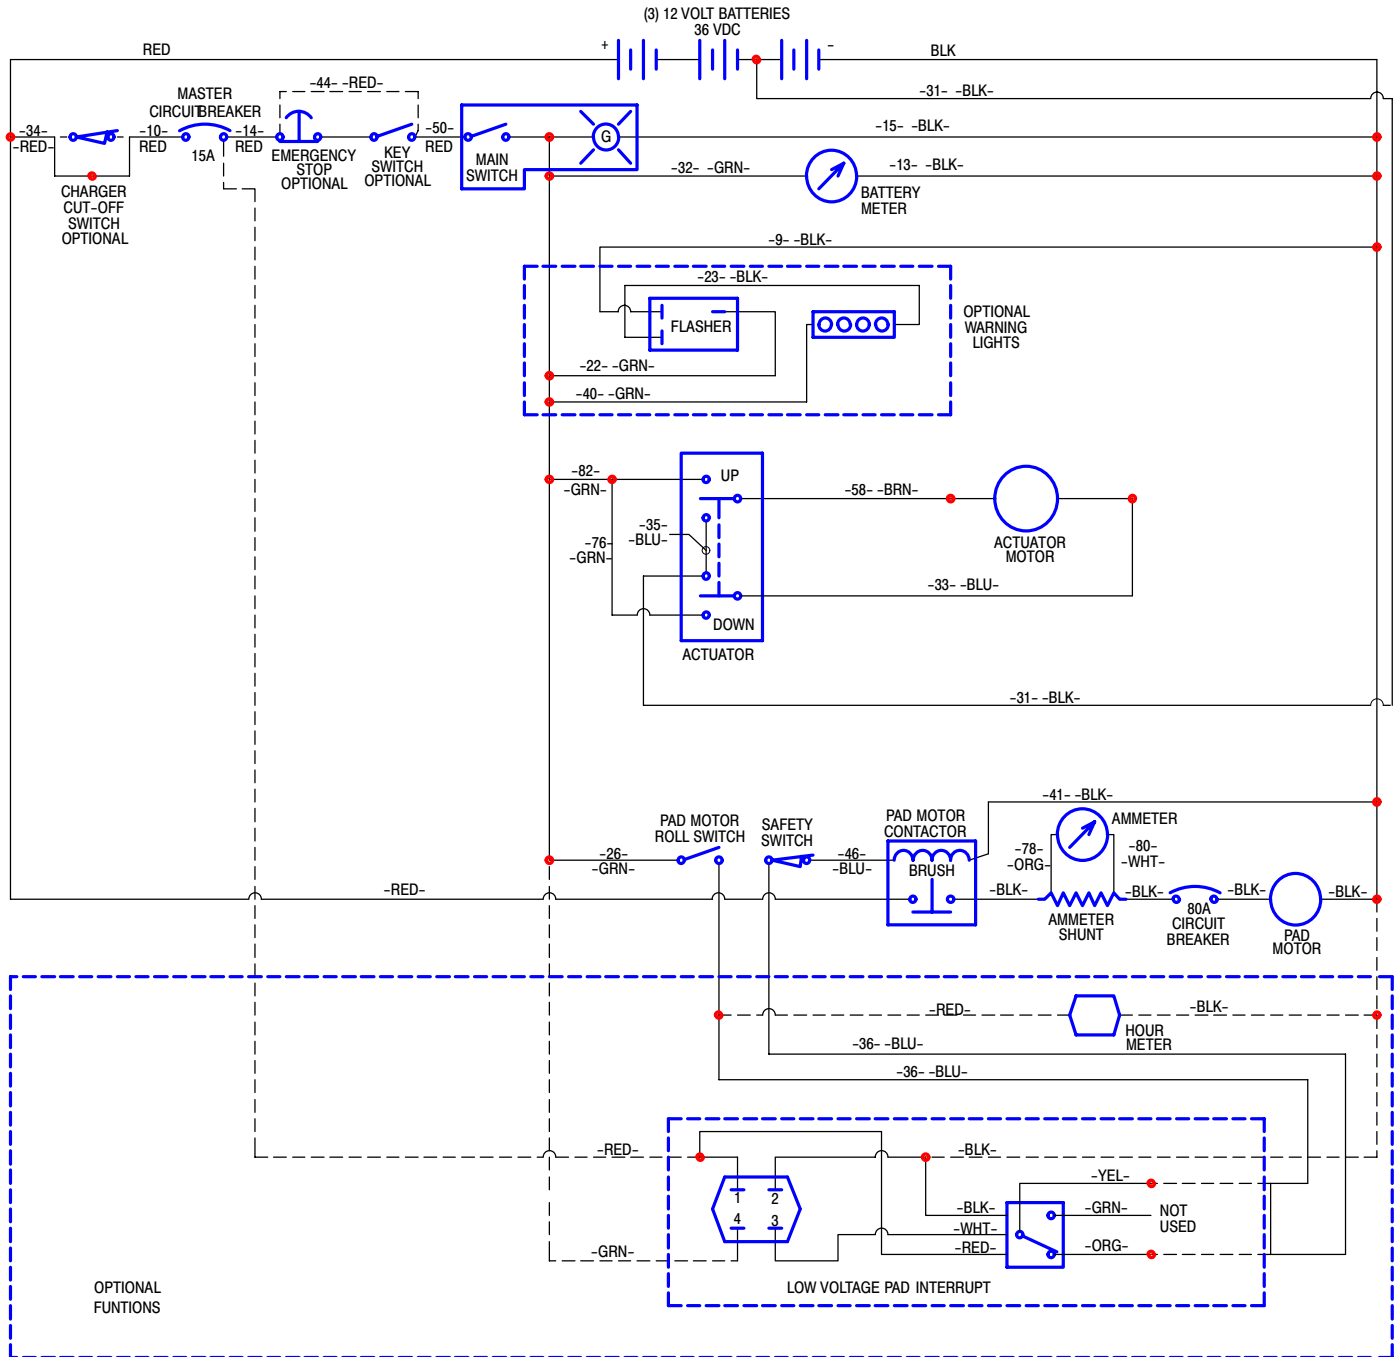 (3) 12 VOLT BATTERIES
36 VDC
+
-
RED
BLK
-31- -BLK-
-44- -RED-
MASTER
CIRCUIT BREAKER
-34-
-RED-
-10-
RED
15A
-14-
RED
EMERGENCY
STOP
OPTIONAL
KEY
SWITCH
OPTIONAL
-50-
RED
MAIN
SWITCH
G
-15- -BLK-
-32- -GRN-
-13- -BLK-
BATTERY
METER
CHARGER
CUT-OFF
SWITCH
OPTIONAL
-9- -BLK-
-23- -BLK-
FLASHER
OPTIONAL
WARNING
LIGHTS
-22- -GRN-
-40- -GRN-
-82-
-GRN-
UP
-58- -BRN-
-35-
-BLU-
-76-
-GRN-
ACTUATOR
MOTOR
-33- -BLU-
DOWN
ACTUATOR
-31- -BLK-
-41- -BLK-
PAD MOTOR
ROLL SWITCH
SAFETY
SWITCH
PAD MOTOR
CONTACTOR
AMMETER
-26-
-GRN-
-46-
-BLU-
BRUSH
-78-
-ORG-
-80-
-WHT-
-RED-
-BLK-
-BLK-
-BLK-
-BLK-
AMMETER
SHUNT
80A
CIRCUIT
BREAKER
PAD
MOTOR
-RED-
-BLK-
HOUR
METER
-36- -BLU-
-36- -BLU-
-RED-
-BLK-
-YEL-
1
2
4
3
-BLK-
-GRN-
NOT
USED
-WHT-
-RED-
-ORG-
-GRN-
LOW VOLTAGE PAD INTERRUPT
OPTIONAL
FUNTIONS